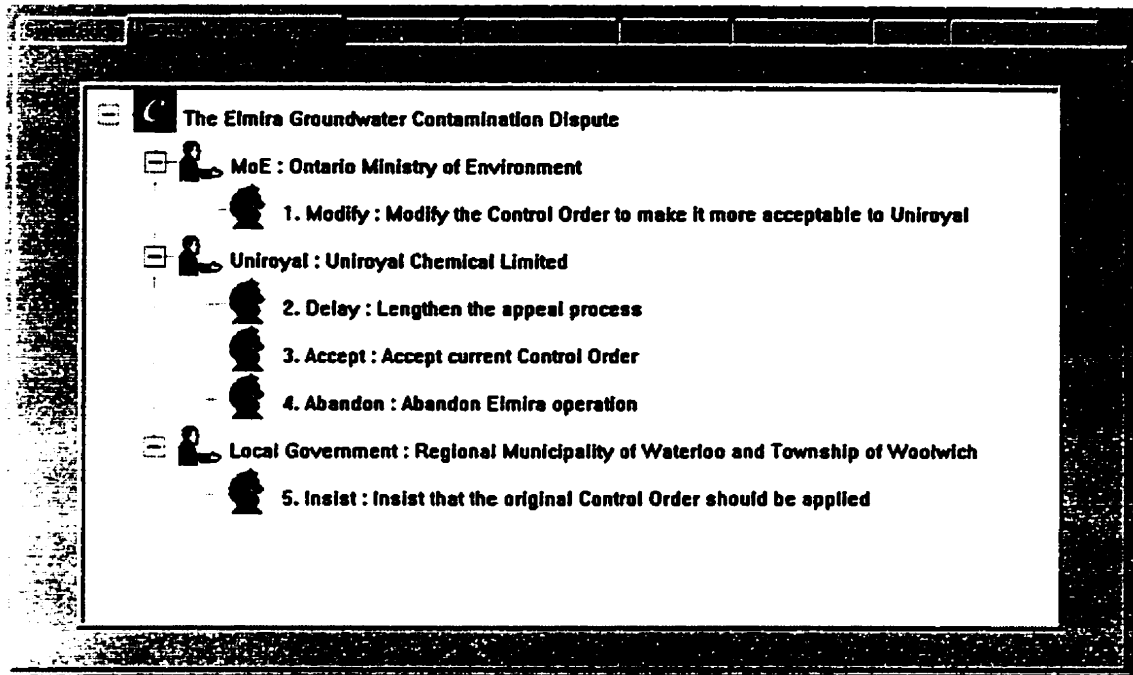 C The Elmira Groundwater Contamination Dispute
MoE : Ontario Ministry of Environment
1. Modify : Modify the Control Order to make it more acceptable to Uniroyal
Uniroyal : Uniroyal Chemical Limited
2. Delay : Lengthen the appeal process
3. Accept : Accept current Control Order
4. Abandon : Abandon Elmira operation
Local Government : Regional Municipality of Waterloo and Township of Woolwich
5. Insist : Insist that the original Control Order should be applied